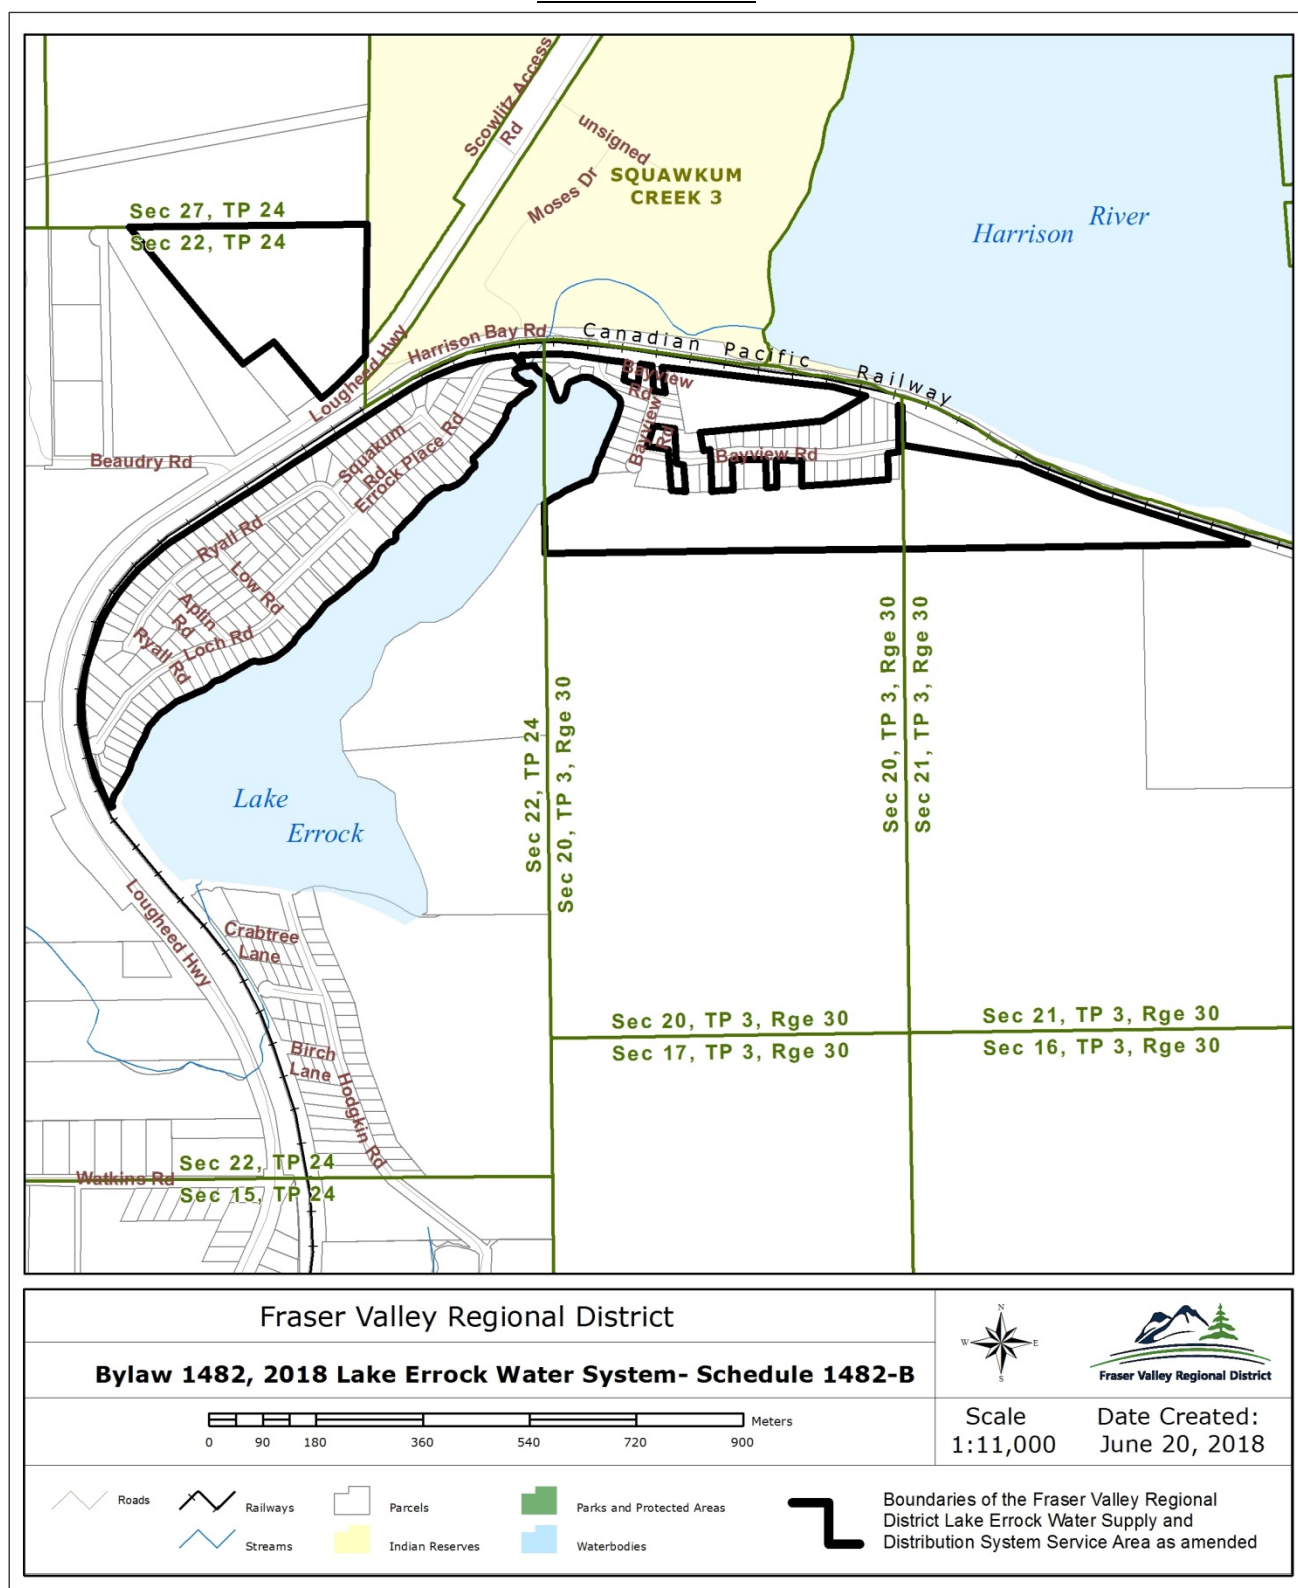 Scowlitz Access
Rd
unsigned
Moses Dr
SQUAWKUM
CREEK 3
River
Harrison
Sec 27, TP 24
Sec 22, TP 24
Lougheed Hwy
Harrison Bay Rd
Canadian Pacific Railway
Bayview
Rd
Bayview
Rd
Bayview Rd
Beaudry Rd
Squakum
Rd
Errock Place Rd
Ryall Rd
Low Rd
Aplin
Rd
Loch Rd
Ryall Rd
Sec 22, TP 24
Sec 20, TP 3, Rge 30
Sec 20, TP 3, Rge 30
Sec 21, TP 3, Rge 30
Lake
Errock
Lougheed Hwy
Crabtree
Lane
Birch
Lane
Hodgkin Rd
Sec 20, TP 3, Rge 30
Sec 17, TP 3, Rge 30
Sec 21, TP 3, Rge 30
Sec 16, TP 3, Rge 30
Watkins Rd
Sec 22, TP 24
Sec 15, TP 24
Fraser Valley Regional District
Bylaw 1482, 2018 Lake Errock Water System- Schedule 1482-B
Meters
0 90 180 360 540 720 900
N
W E
S
Fraser Valley Regional District
Scale
1:11,000
Date Created:
June 20, 2018
Roads
Railways
Streams
Parcels
Indian Reserves
Parks and Protected Areas
Waterbodies
Boundaries of the Fraser Valley Regional
District Lake Errock Water Supply and
Distribution System Service Area as amended